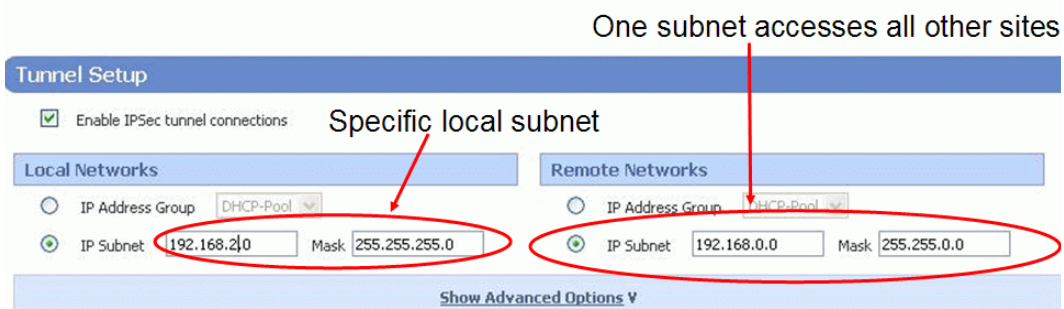 One subnet accesses all other sites
Tunnel Setup
Enable IPSec tunnel connections
Specific local subnet
Local Networks
Remote Networks
IP Address Group DHCP-Pool
IP Address Group DHCP-Pool
IP Subnet 192.168.2.0 Mask 255.255.255.0
IP Subnet 192.168.0.0 Mask 255.255.0.0
Show Advanced Options